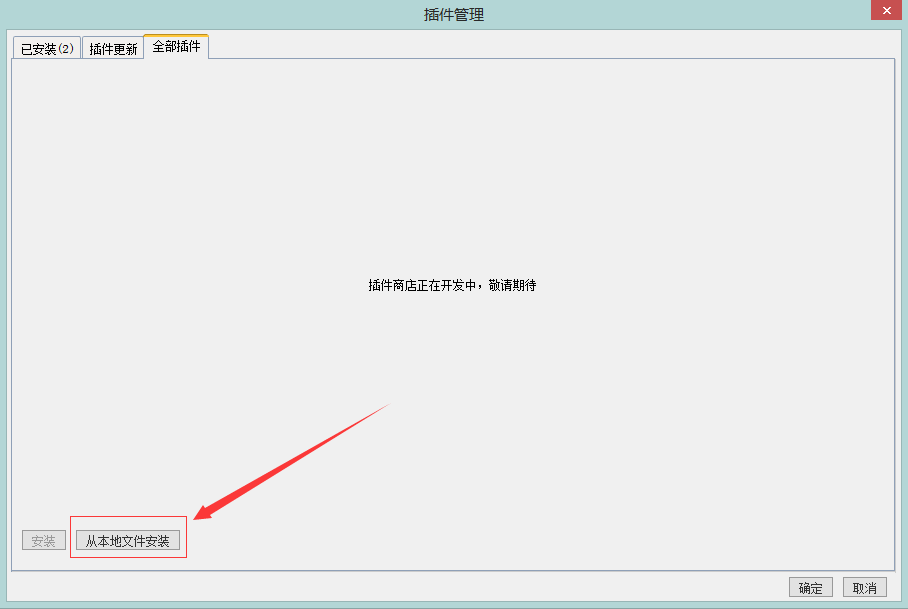 插件管理
已安装(2) 插件更新 全部插件
插件商店正在开发中，敬请期待
安装 从本地文件安装
确定 取消